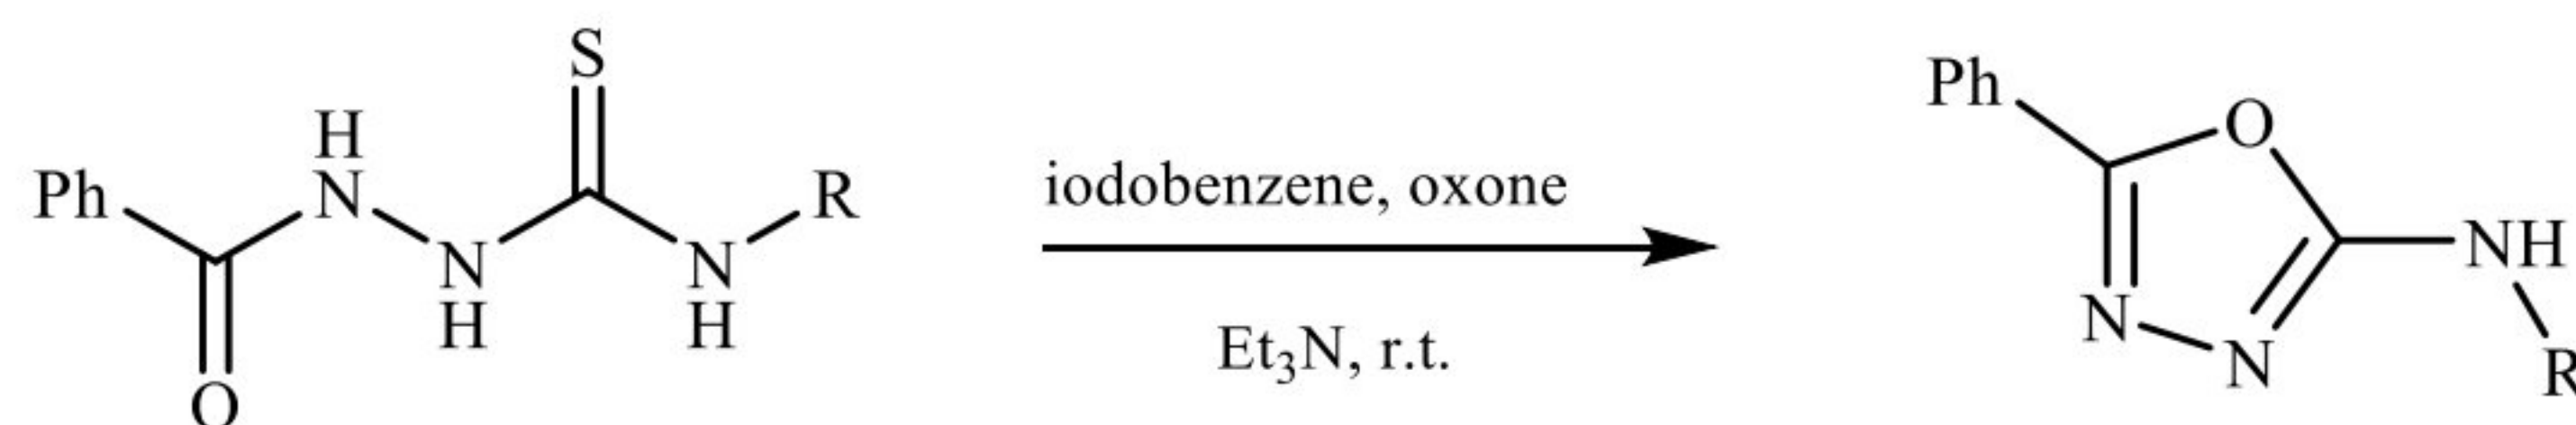 Ph
O
H
N
N
H
S
N
H
R
iodobenzene, oxone
Et₃N, r.t.
Ph
O
N
N
NH
R